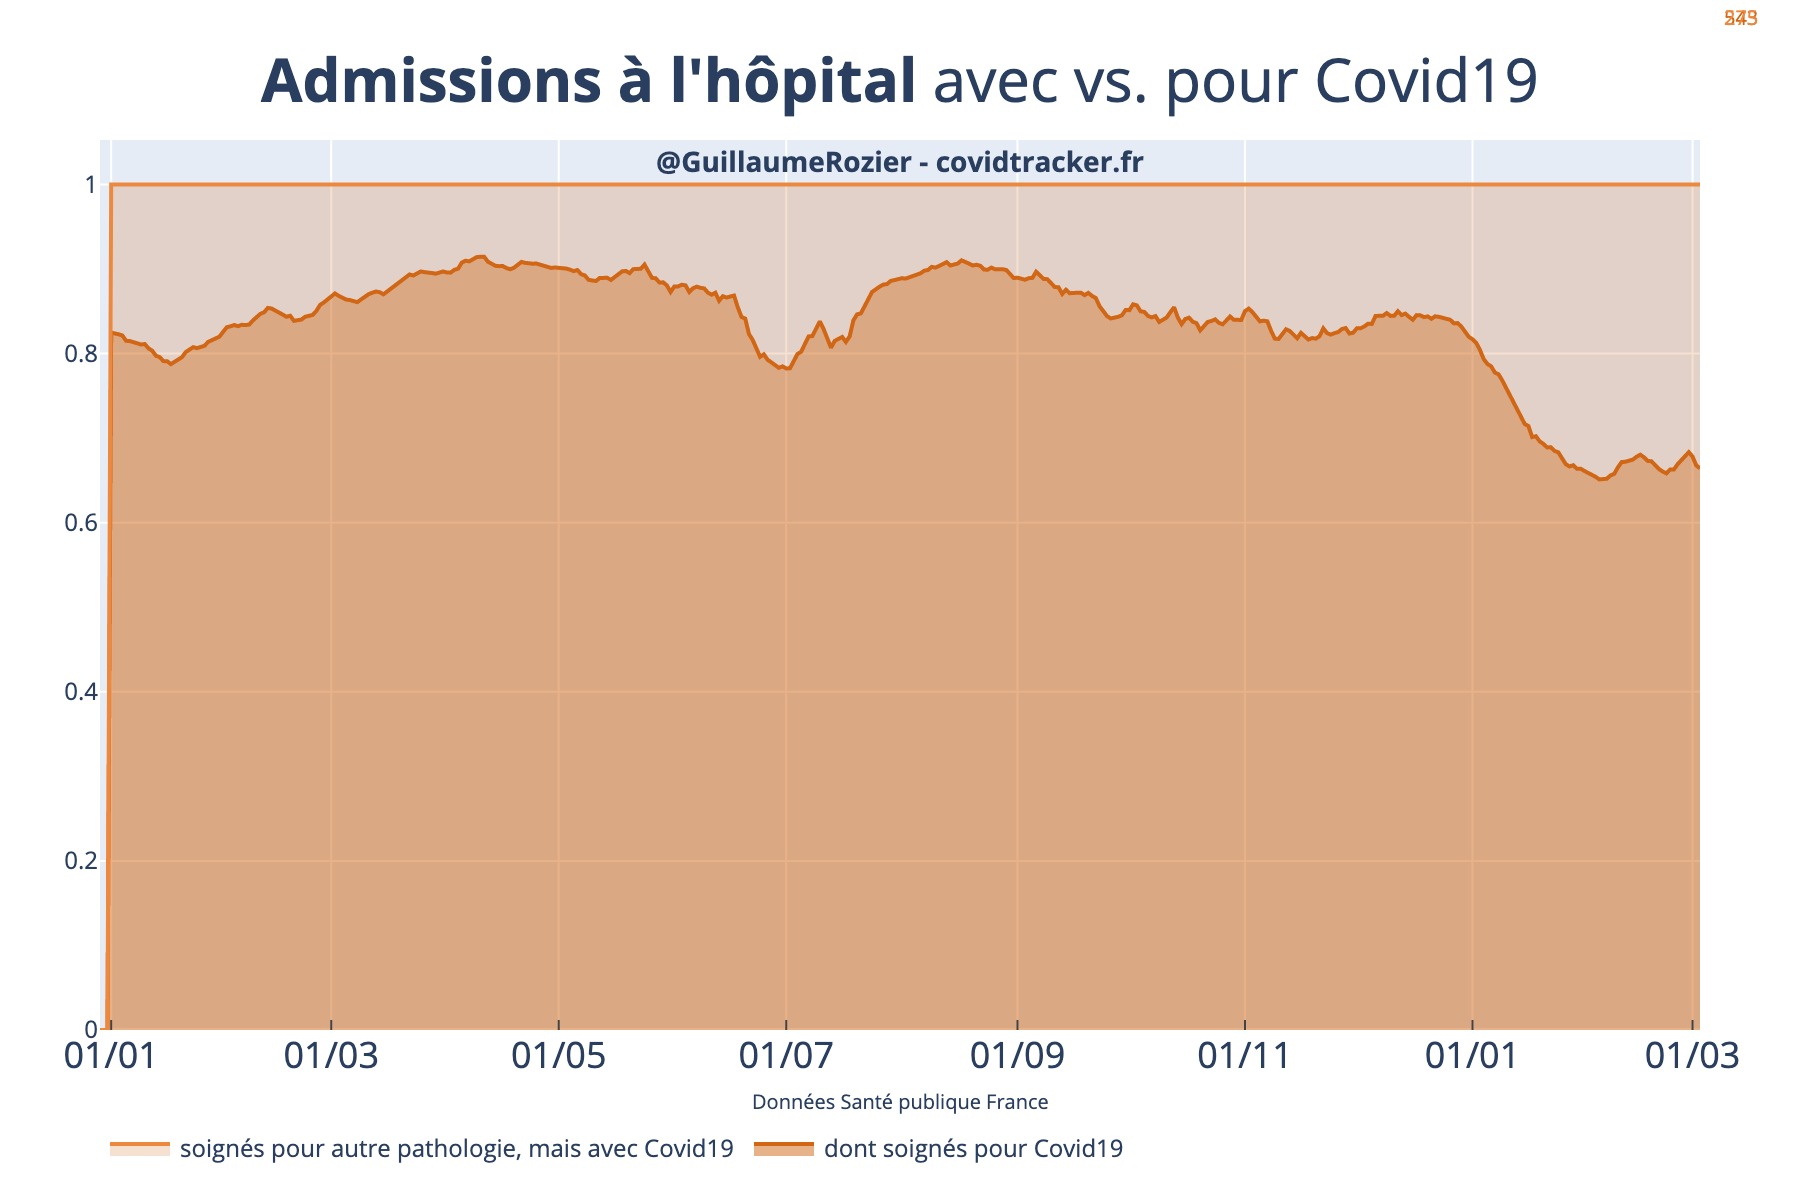 Admissions à l'hôpital avec vs. pour Covid19
@GuillaumeRozier - covidtracker.fr
1
0.8
0.6
0.4
0.2
0
01/01 01/03 01/05 01/07 01/09 01/11 01/01 01/03
Données Santé publique France
soignés pour autre pathologie, mais avec Covid19 dont soignés pour Covid19